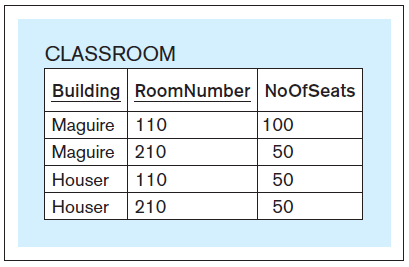 CLASSROOM
Building RoomNumber NoOfSeats
Maguire 110 100
Maguire 210 50
Houser 110 50
Houser 210 50